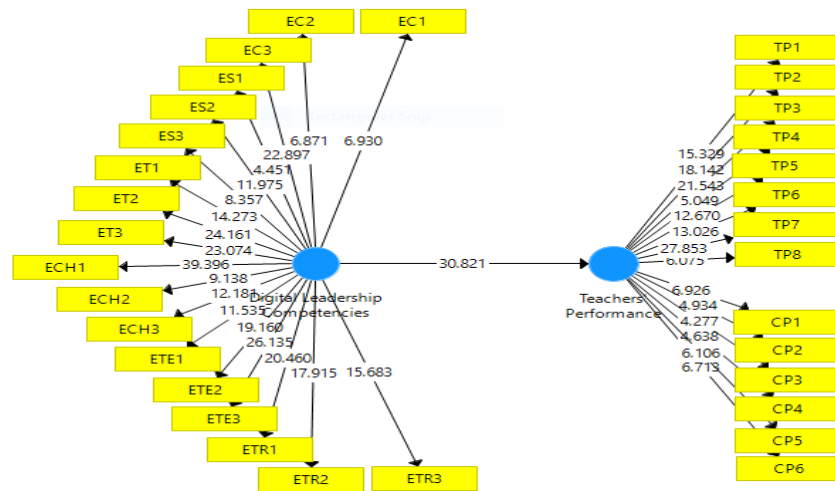 EC2
EC1
EC3
ES1
ES2
ES3
ET1
ET2
ET3
ECH1
ECH2
ECH3
ETE1
ETE2
ETE3
ETR1
ETR2
ETR3
6.871
6.930
22.897
4.451
11.975
8.357
14.273
24.161
23.074
39.396
9.138
12.181
11.535
19.160
26.135
20.460
17.915
15.683
Digital Leadership
Competencies
30.821
Teachers'
Performance
15.329
18.142
21.543
5.049
12.670
13.026
27.853
6.075
6.926
4.934
4.277
4.638
6.106
6.713
TP1
TP2
TP3
TP4
TP5
TP6
TP7
TP8
CP1
CP2
CP3
CP4
CP5
CP6